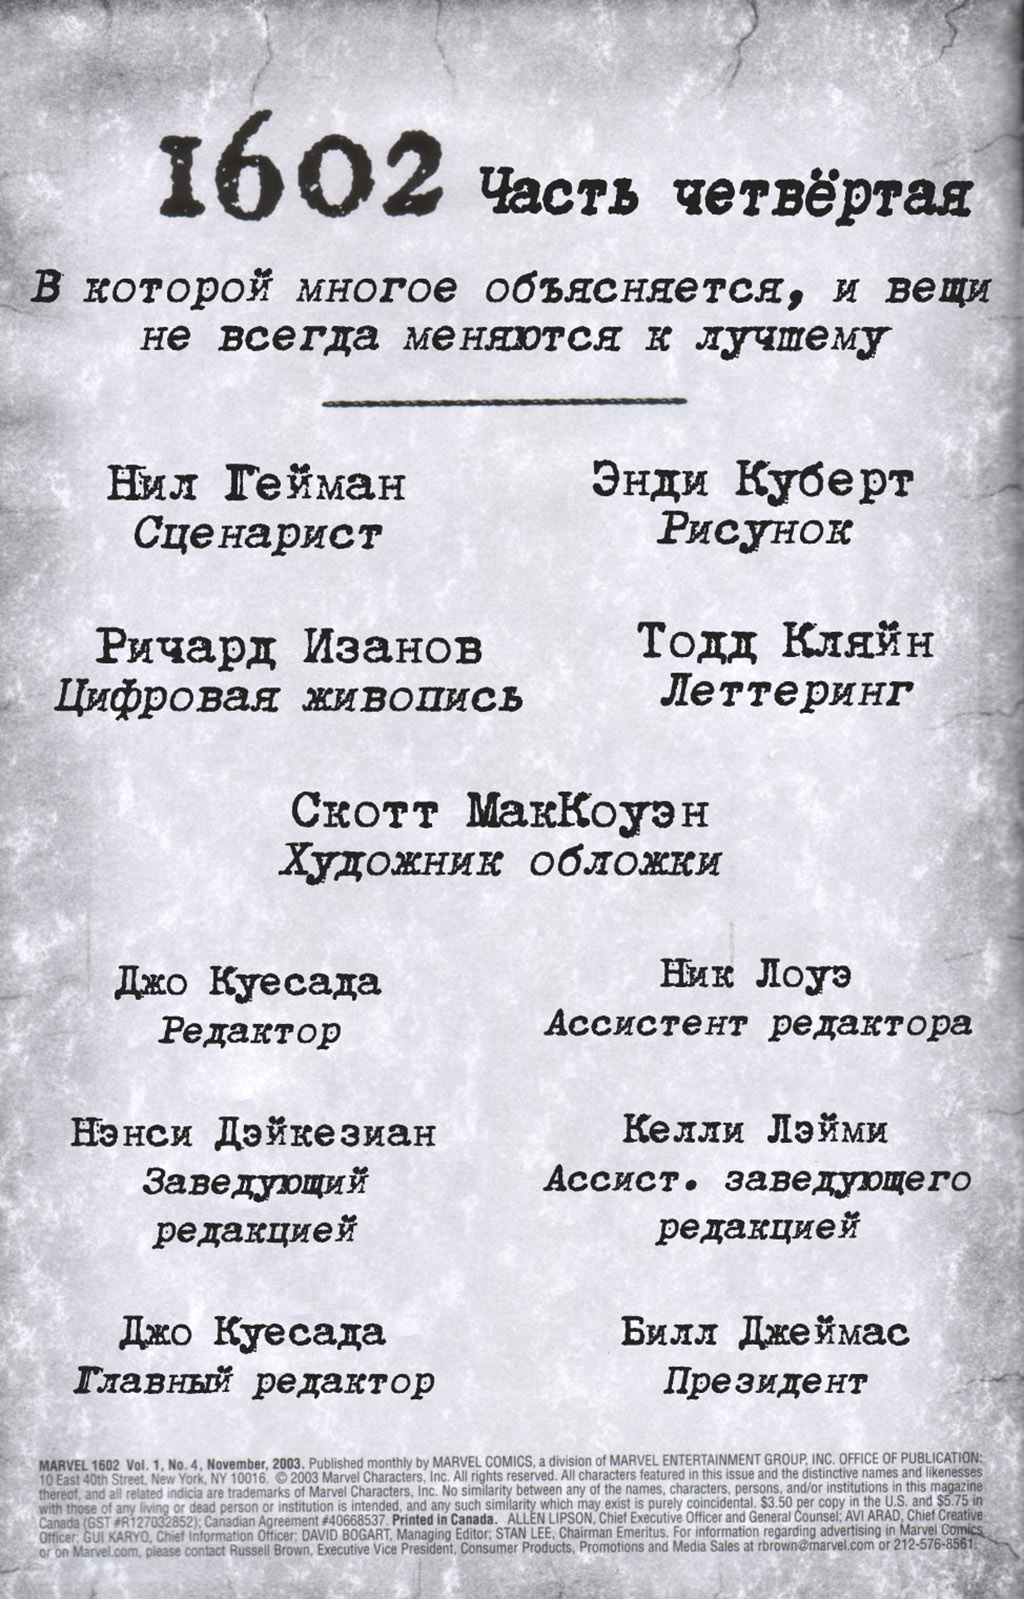 1602 Часть четвёртая
В которой многое объясняется, и вещи
не всегда меняются к лучшему
Нил Гейман
Сценарист
Энди Куберт
Рисунок
Ричард Изанов
Цифровая живопись
Тодд Кляйн
Леттеринг
Скотт МакКоуэн
Художник обложки
Джо Куесада
Редактор
Ник Лоуэ
Ассистент редактора
Нэнси Дэйкезиан
Заведующий
редакцией
Келли Лэйми
Ассист. заведующего
редакцией
Джо Куесада
Главный редактор
Билл Джеймас
Президент
MARVEL 1602 Vol. 1, No. 4, November, 2003. Published monthly by MARVEL COMICS, a division of MARVEL ENTERTAINMENT GROUP, INC. OFFICE OF PUBLICATION:
10 East 40th Street, New York, NY 10016. © 2003 Marvel Characters, Inc. All rights reserved. All characters featured in this issue and the distinctive names and likenesses
thereof, and all related indicia are trademarks of Marvel Characters, Inc. No similarity between any of the names, characters, persons, and/or institutions in this magazine
with those of any living or dead person or institution is intended, and any such similarity which may exist is purely coincidental. $3.50 per copy in the U.S. and $5.75 in
Canada (GST #R127032852); Canadian Agreement #40668537. Printed in Canada. ALLEN LIPSON, Chief Executive Officer and General Counsel; AVI ARAD, Chief Creative
Officer; GUI KARYO, Chief Information Officer; DAVID BOGART, Managing Editor; STAN LEE, Chairman Emeritus. For information regarding advertising in Marvel Comics
or on Marvel.com, please contact Russell Brown, Executive Vice President, Consumer Products, Promotions and Media Sales at rbrown@marvel.com or 212-576-8561.